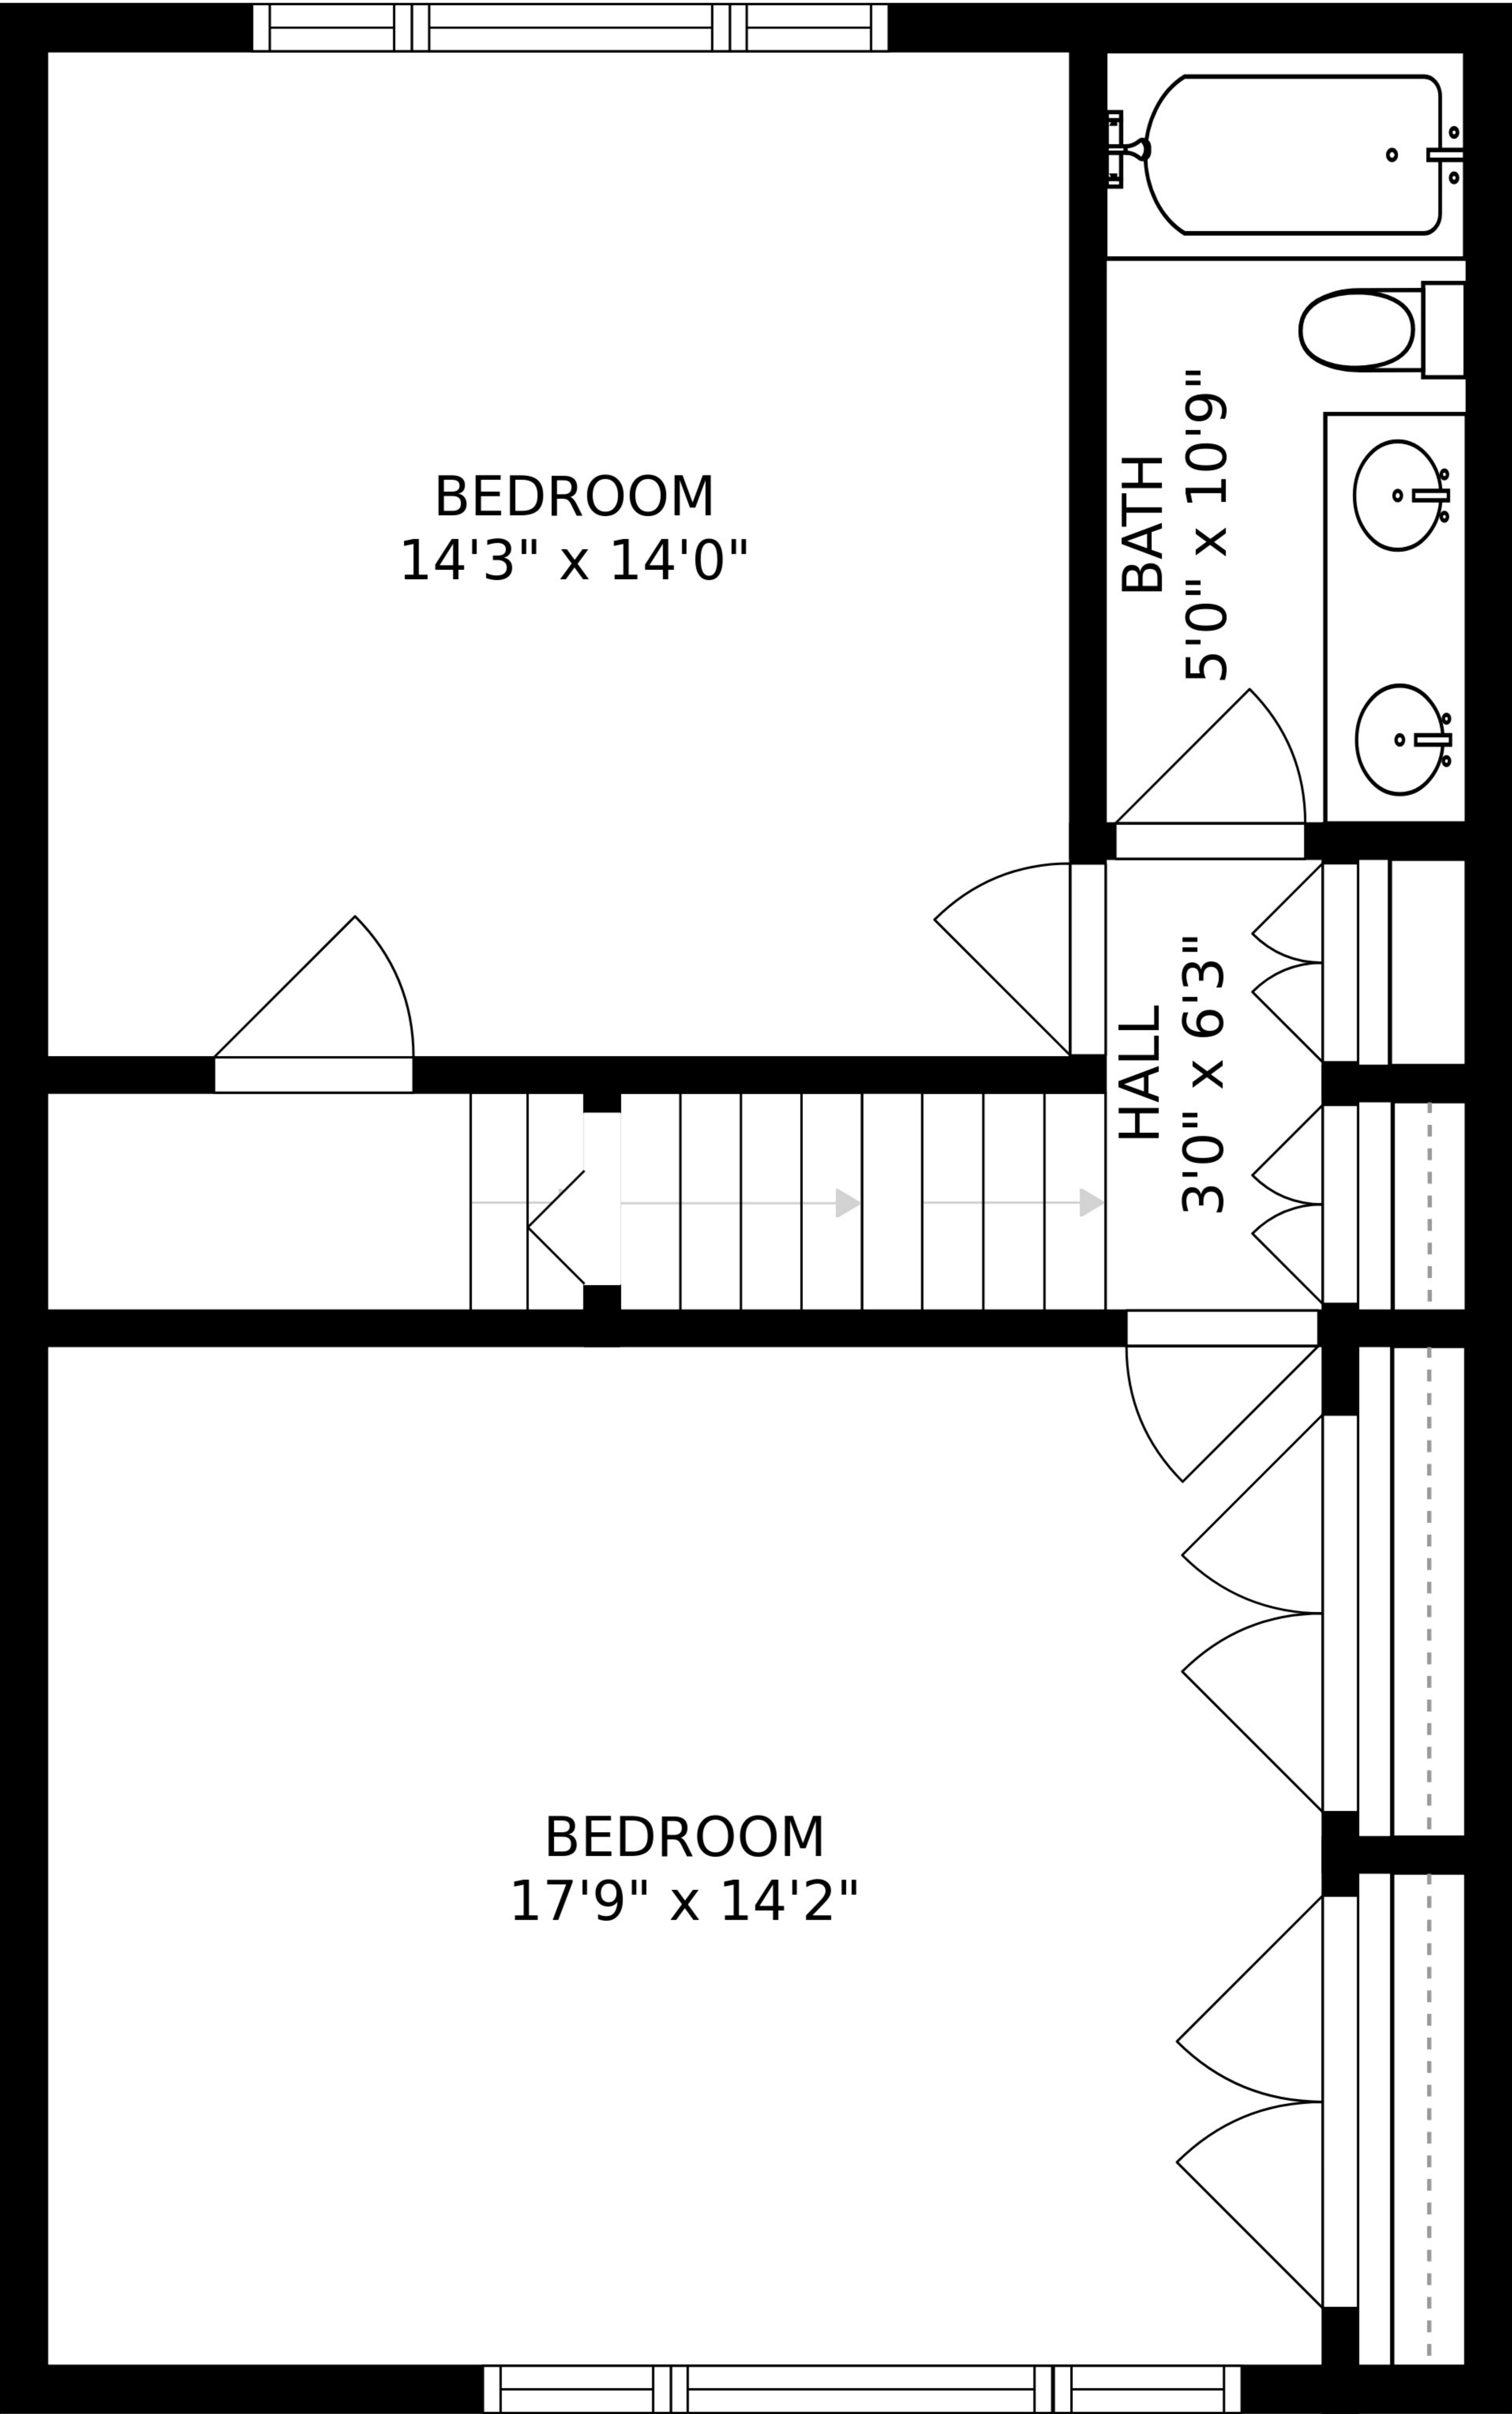 BEDROOM
14'3" x 14'0"
BATH
5'0" x 10'9"
HALL
3'0" x 6'3"
BEDROOM
17'9" x 14'2"